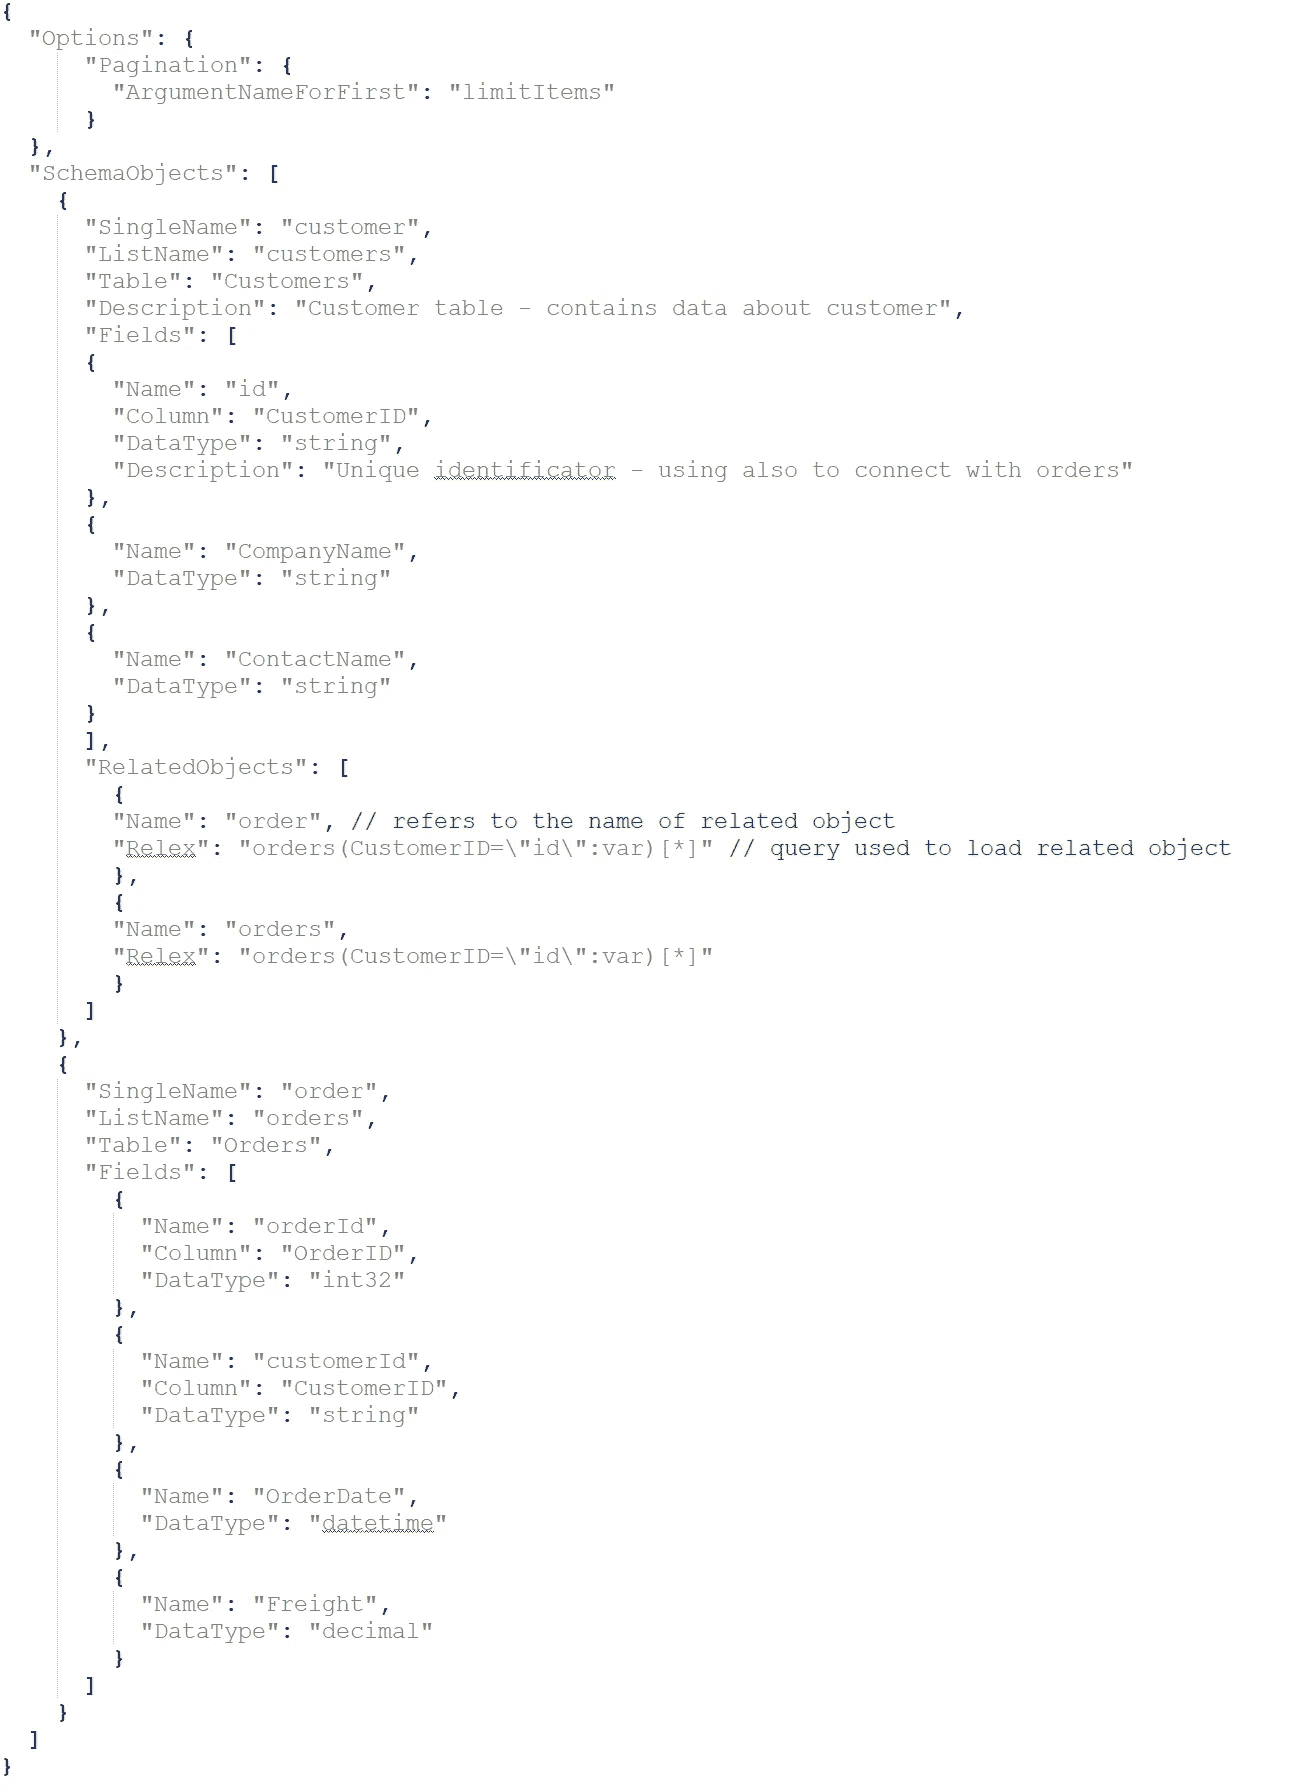 {
  "Options": {
      "Pagination": {
        "ArgumentNameForFirst": "limitItems"
      }
  },
  "SchemaObjects": [
    {
      "SingleName": "customer",
      "ListName": "customers",
      "Table": "Customers",
      "Description": "Customer table - contains data about customer",
      "Fields": [
      {
        "Name": "id",
        "Column": "CustomerID",
        "DataType": "string",
        "Description": "Unique identificator - using also to connect with orders"
      },
      {
        "Name": "CompanyName",
        "DataType": "string"
      },
      {
        "Name": "ContactName",
        "DataType": "string"
      }
      ],
      "RelatedObjects": [
        {
        "Name": "order", // refers to the name of related object
        "Relex": "orders(CustomerID=\"id\":var)[*]" // query used to load related object
        },
        {
        "Name": "orders",
        "Relex": "orders(CustomerID=\"id\":var)[*]"
        }
      ]
    },
    {
      "SingleName": "order",
      "ListName": "orders",
      "Table": "Orders",
      "Fields": [
        {
          "Name": "orderId",
          "Column": "OrderID",
          "DataType": "int32"
        },
        {
          "Name": "customerId",
          "Column": "CustomerID",
          "DataType": "string"
        },
        {
          "Name": "OrderDate",
          "DataType": "datetime"
        },
        {
          "Name": "Freight",
          "DataType": "decimal"
        }
      ]
    }
  ]
}